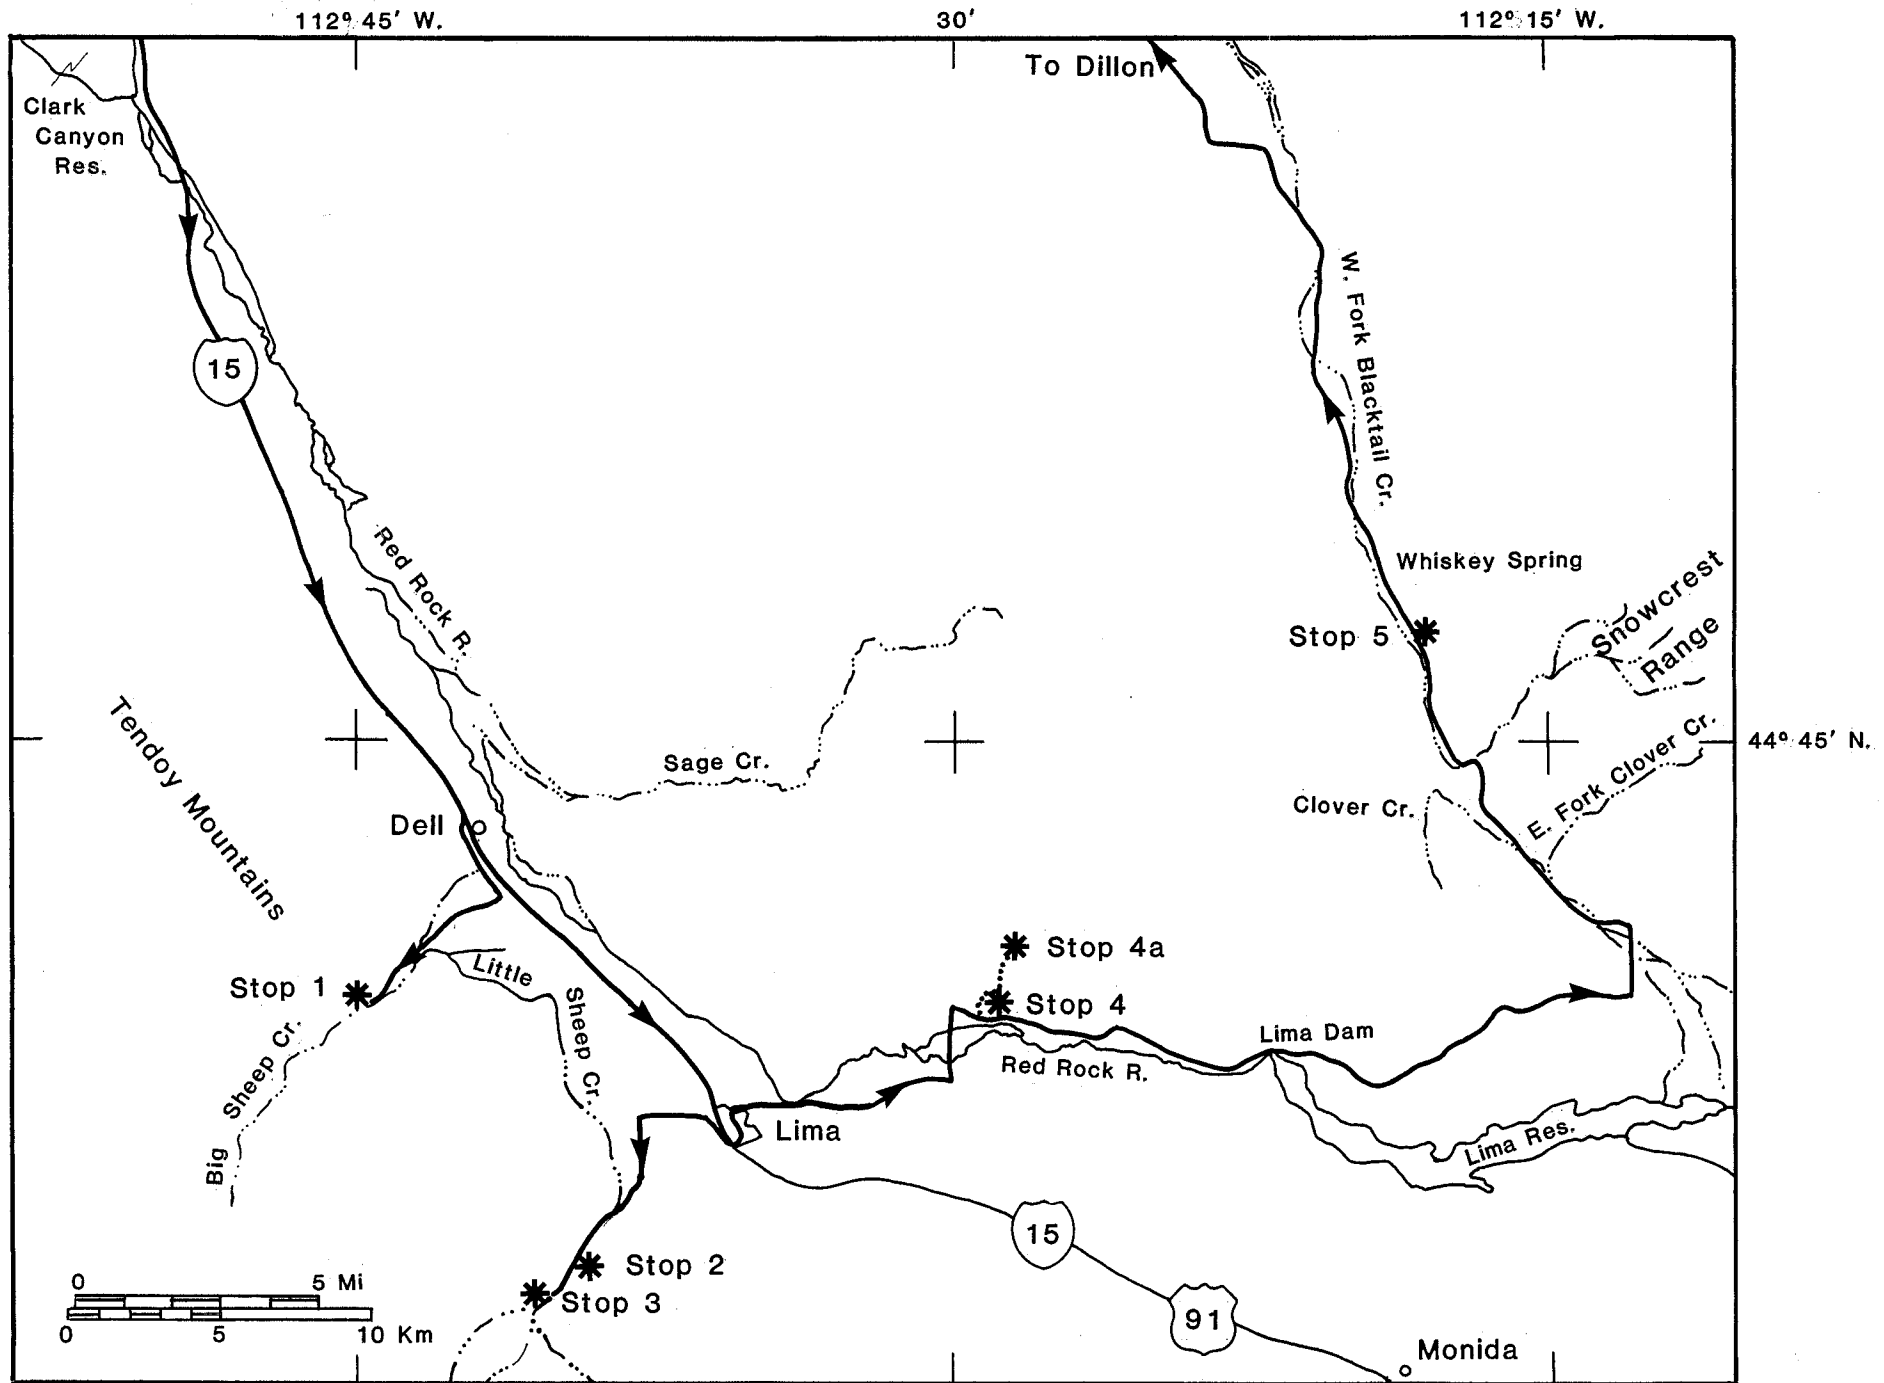 112° 45' W.
30'
112° 15' W.
To Dillon
Clark
Canyon
Res.
15
W. Fork Blacktail Cr.
Red Rock R.
Whiskey Spring
Snowcrest
Range
Stop 5
Tendoy Mountains
44° 45' N.
Sage Cr.
E. Fork Clover Cr.
Clover Cr.
Dell
Stop 4a
Little
Sheep Cr.
Stop 1
Stop 4
Lima Dam
Red Rock R.
Big
Sheep Cr.
Lima
Lima Res.
15
Stop 2
Stop 3
0
5 Mi
0
5
10 Km
91
Monida